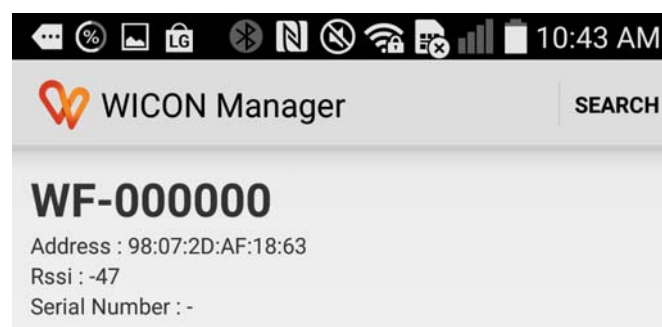 LG 10:43 AM
WICON Manager SEARCH
WF-000000
Address : 98:07:2D:AF:18:63
Rssi : -47
Serial Number : -